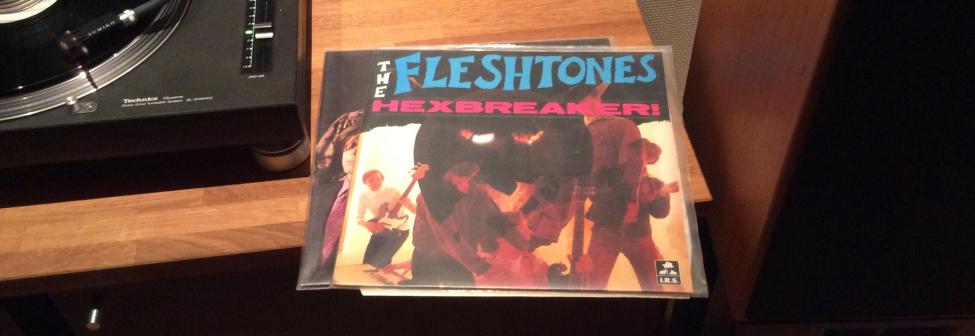 THE FLESHTONES
HEXBREAKER!
Technics
I.R.S.